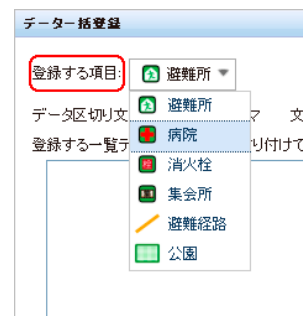 データ一括登録
登録する項目: 避難所
避難所
データ区切り文 マ 文
病院
登録する一覧テ り付けて
消火栓
集会所
避難経路
公園